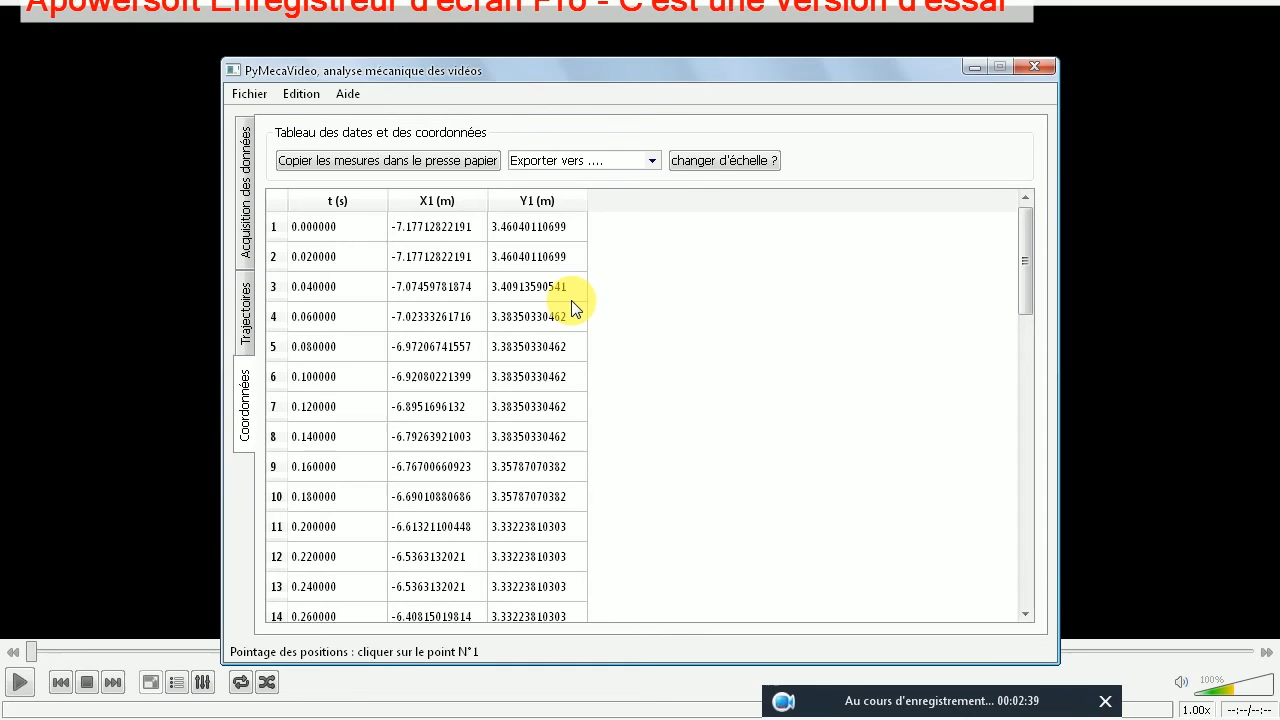 Apowersoft Enregistreur d'écran Pro - C'est une version d'essai
PyMecaVideo, analyse mécanique des vidéos
Fichier Edition Aide
Acquisition des données
Trajectoires
Coordonnées
Tableau des dates et des coordonnées
Copier les mesures dans le presse papier Exporter vers .... changer d'échelle ?
t (s) X1 (m) Y1 (m)
1 0.000000 -7.17712822191 3.46040110699
2 0.020000 -7.17712822191 3.46040110699
3 0.040000 -7.07459781874 3.40913590541
4 0.060000 -7.02333261716 3.38350330462
5 0.080000 -6.97206741557 3.38350330462
6 0.100000 -6.92080221399 3.38350330462
7 0.120000 -6.8951696132 3.38350330462
8 0.140000 -6.79263921003 3.38350330462
9 0.160000 -6.76700660923 3.35787070382
10 0.180000 -6.69010880686 3.35787070382
11 0.200000 -6.61321100448 3.33223810303
12 0.220000 -6.5363132021 3.33223810303
13 0.240000 -6.5363132021 3.33223810303
14 0.260000 -6.40815019814 3.33223810303
Pointage des positions : cliquer sur le point N°1
100%
Au cours d'enregistrement... 00:02:39
1.00x --:--/--:--